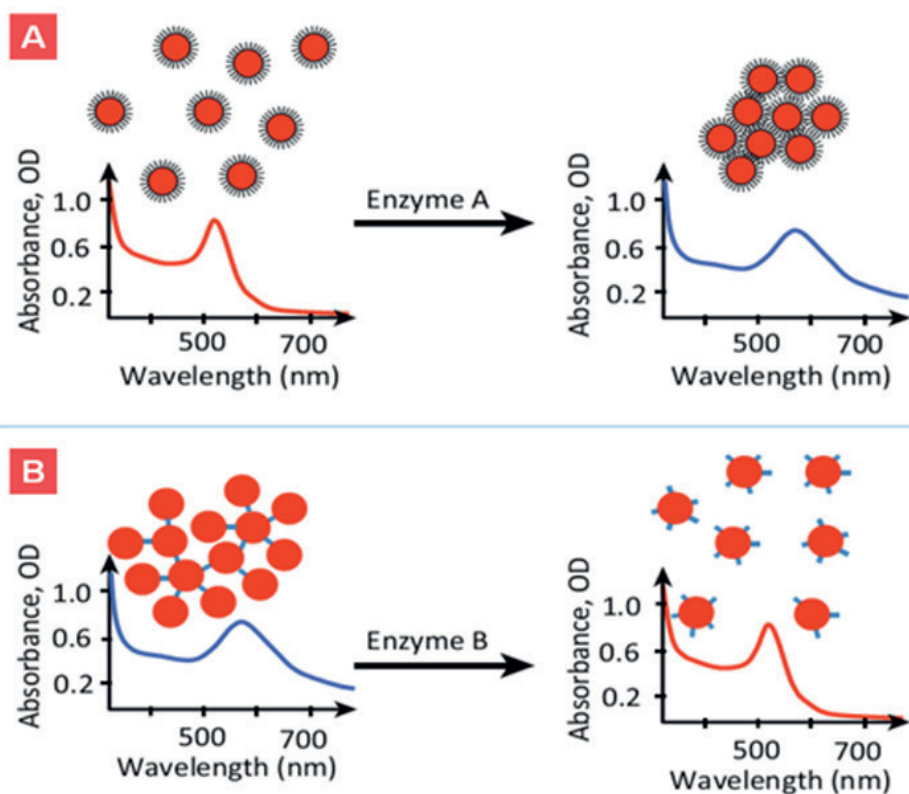 A
Absorbance, OD
1.0
0.6
0.2
500
700
Wavelength (nm)
Enzyme A
Absorbance, OD
1.0
0.6
0.2
500
700
Wavelength (nm)
B
Absorbance, OD
1.0
0.6
0.2
500
700
Wavelength (nm)
Enzyme B
Absorbance, OD
1.0
0.6
0.2
500
700
Wavelength (nm)